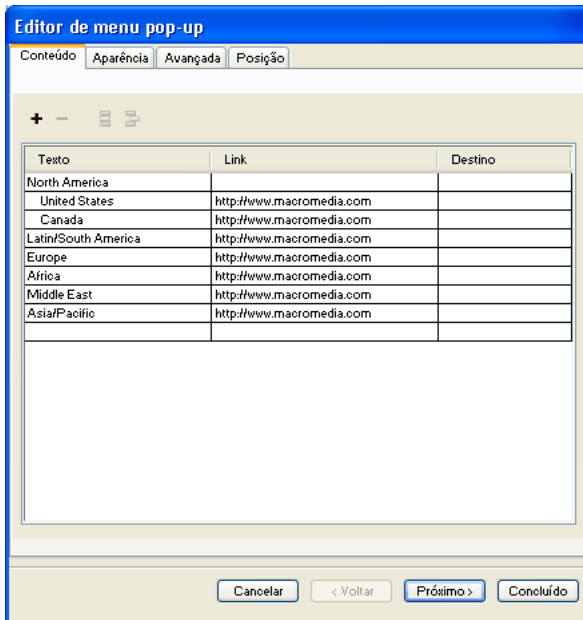 Editor de menu pop-up
Conteúdo Aparência Avançada Posição
Texto Link Destino
North America
United States http://www.macromedia.com
Canada http://www.macromedia.com
Latin/South America http://www.macromedia.com
Europe http://www.macromedia.com
Africa http://www.macromedia.com
Middle East http://www.macromedia.com
Asia/Pacific http://www.macromedia.com
Cancelar < Voltar Próximo > Concluído